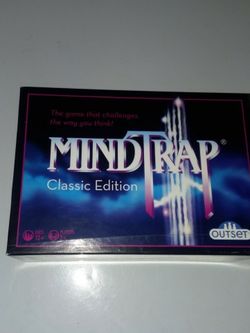 The game that challenges
the way you think!
MINDTRAP®
Classic Edition
OUTSET